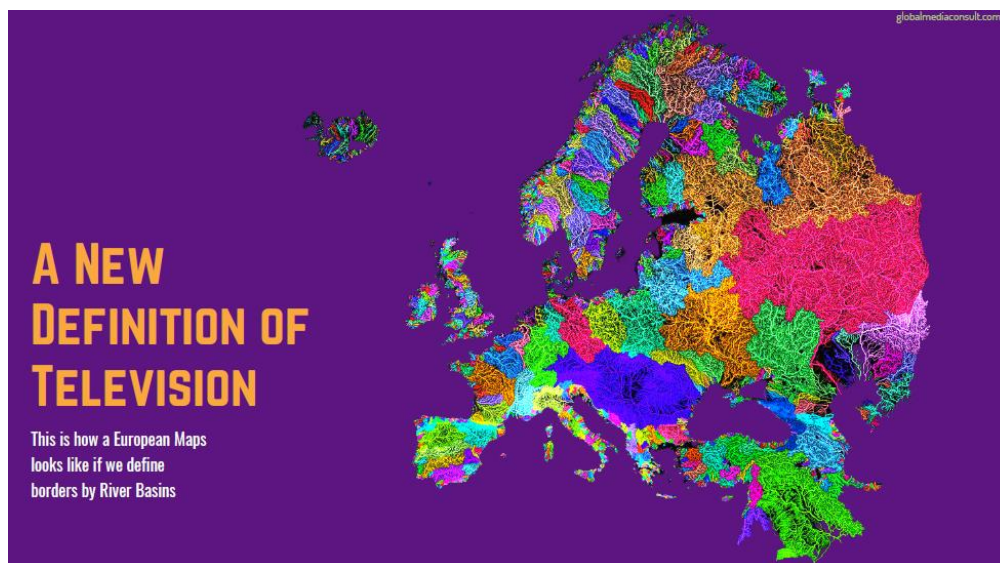 globalmediaconsult.com
A New
Definition of
Television
This is how a European Maps
looks like if we define
borders by River Basins